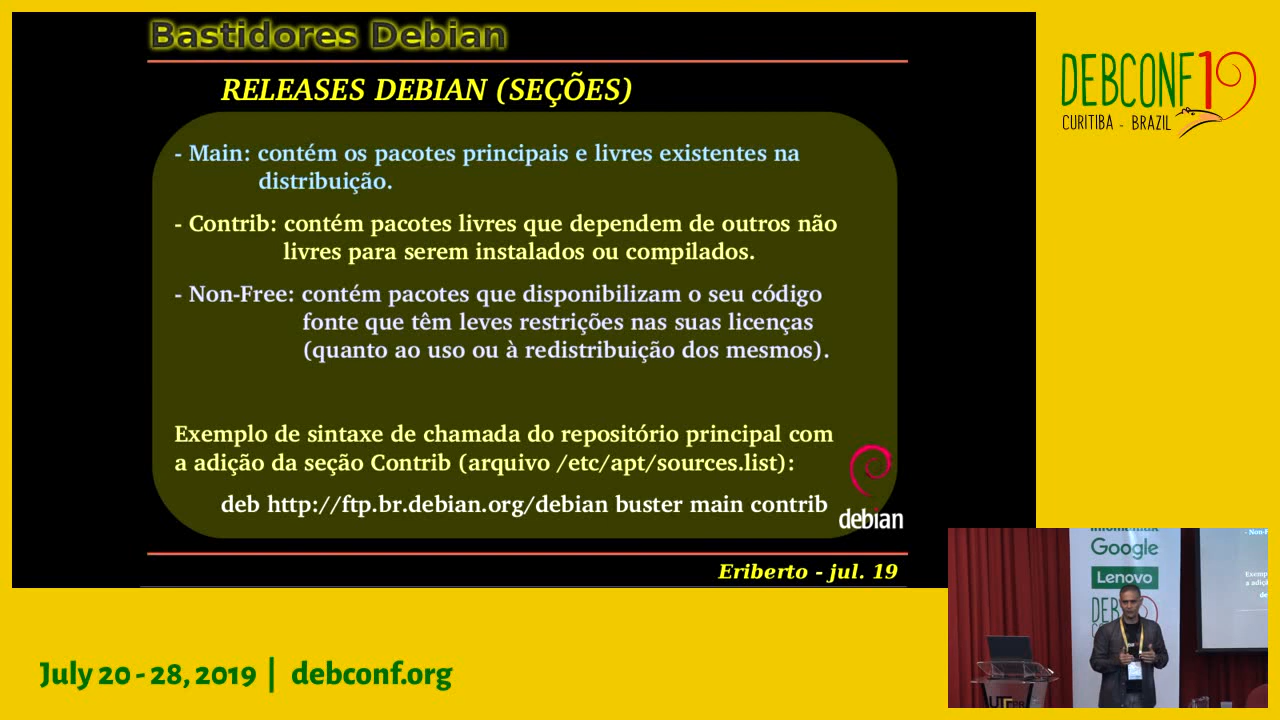 Bastidores Debian
RELEASES DEBIAN (SEÇÕES)
- Main: contém os pacotes principais e livres existentes na
distribuição.
- Contrib: contém pacotes livres que dependem de outros não
livres para serem instalados ou compilados.
- Non-Free: contém pacotes que disponibilizam o seu código
fonte que têm leves restrições nas suas licenças
(quanto ao uso ou à redistribuição dos mesmos).
Exemplo de sintaxe de chamada do repositório principal com
a adição da seção Contrib (arquivo /etc/apt/sources.list):
deb http://ftp.br.debian.org/debian buster main contrib
debian
Eriberto - jul. 19
DEBCONF19
CURITIBA - BRAZIL
Google
Lenovo
DEB
July 20 - 28, 2019 | debconf.org